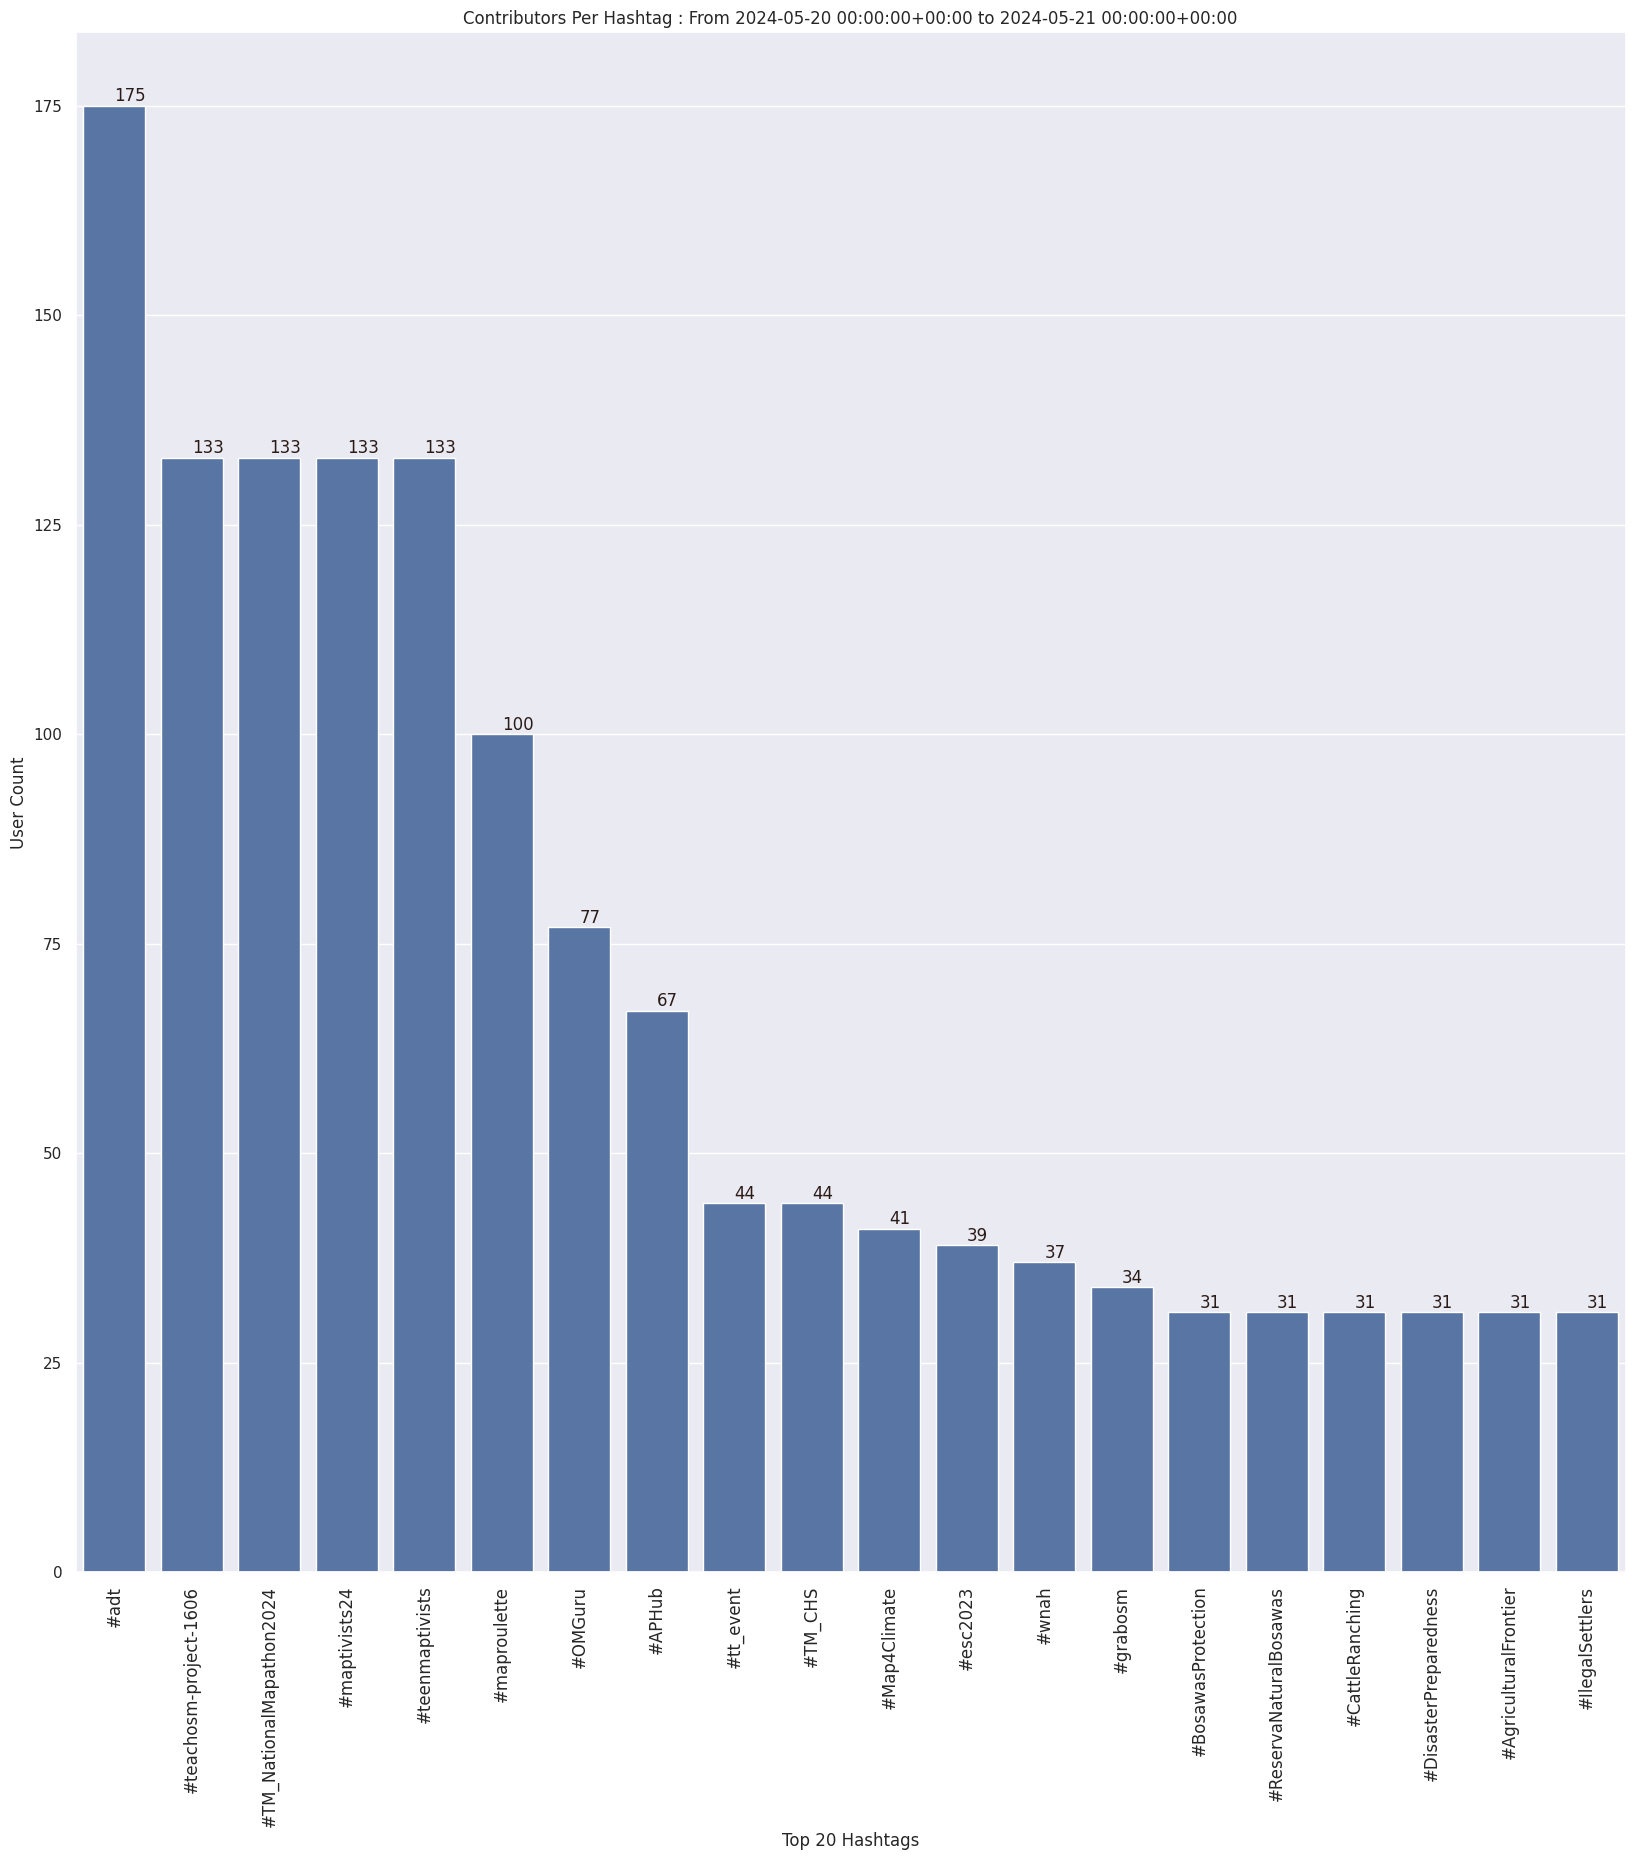 Contributors Per Hashtag : From 2024-05-20 00:00:00+00:00 to 2024-05-21 00:00:00+00:00
175
150
125
100
75
50
25
0
User Count
175
133
133
133
133
100
77
67
44
44
41
39
37
34
31
31
31
31
31
31
#adt
#teachosm-project-1606
#TM_NationalMapathon2024
#maptivists24
#teenmaptivists
#maproulette
#OMGuru
#APHub
#tt_event
#TM_CHS
#Map4Climate
#esc2023
#wnah
#grabosm
#BosawasProtection
#ReservaNaturalBosawas
#CattleRanching
#DisasterPreparedness
#AgriculturalFrontier
#IlegalSettlers
Top 20 Hashtags